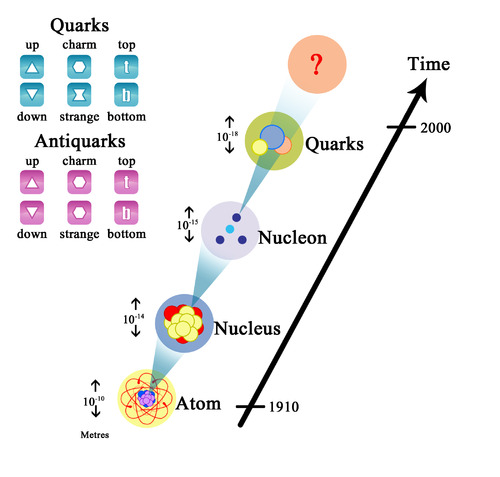 Quarks
up charm top
t
b
down strange bottom
Antiquarks
up charm top
t
b
down strange bottom
?
Time
2000
10-18
Quarks
10-15
Nucleon
10-14
Nucleus
10-10
Atom
1910
Metres